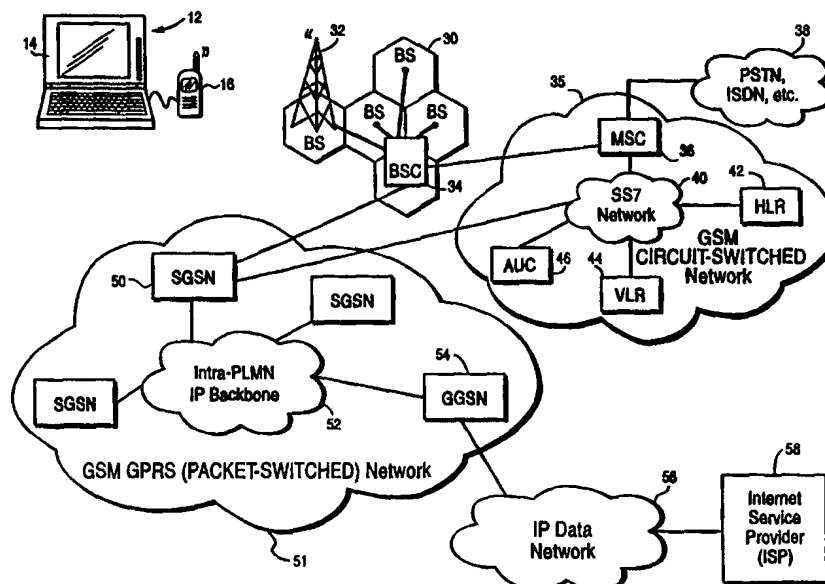 12
14
16
32
30
BS
BS
BS
BS
BS
BSC
34
35
38
PSTN,
ISDN, etc.
MSC
36
40
42
SS7
Network
HLR
GSM
CIRCUIT-SWITCHED
Network
AUC
46
44
VLR
50
SGSN
SGSN
SGSN
Intra-PLMN
IP Backbone
52
54
GGSN
GSM GPRS (PACKET-SWITCHED) Network
51
56
IP Data
Network
58
Internet
Service
Provider
(ISP)